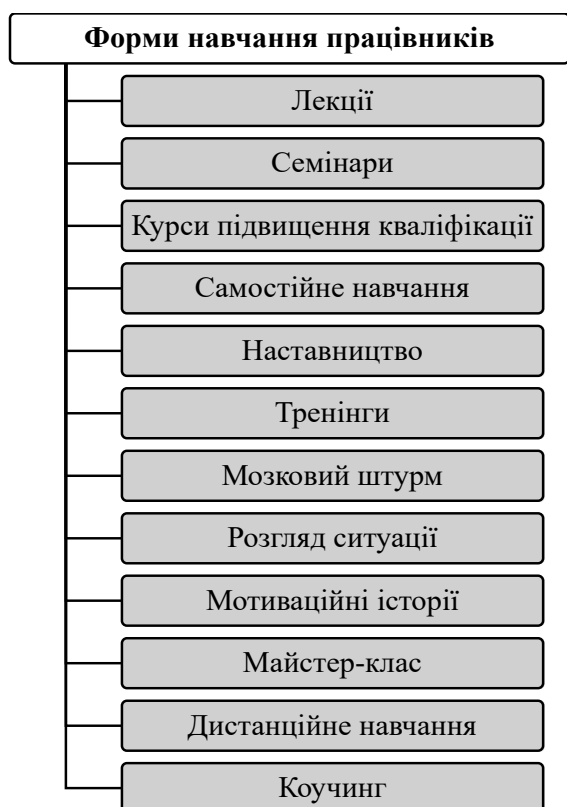 Форми навчання працівників
Лекції
Семінари
Курси підвищення кваліфікації
Самостійне навчання
Наставництво
Тренінги
Мозковий штурм
Розгляд ситуації
Мотиваційні історії
Майстер-клас
Дистанційне навчання
Коучинг